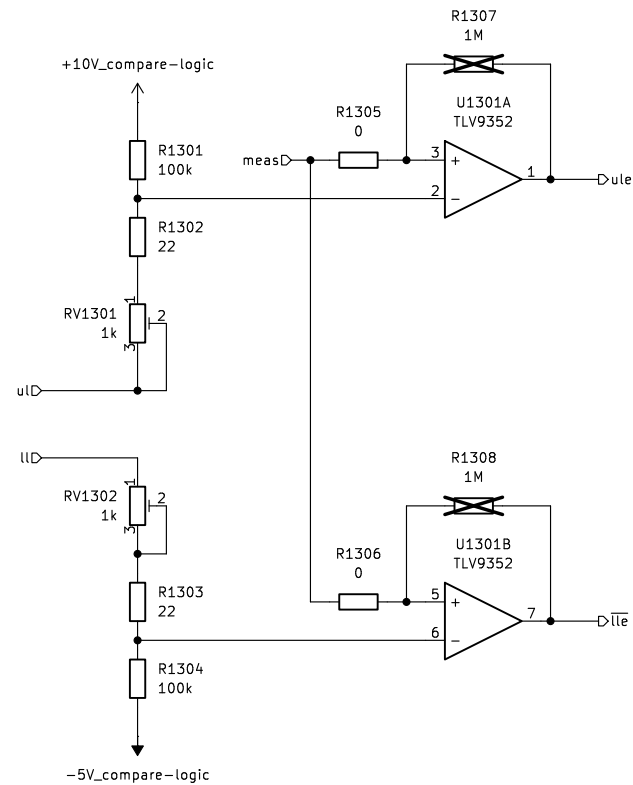 R1307
1M
+10V_compare-logic
U1301A
TLV9352
R1305
0
R1301
100k
meas
3
+
1
ule
2
−
R1302
22
1
RV1301
1k
2
3
ul
ll
R1308
1M
1
RV1302
1k
2
3
U1301B
TLV9352
R1306
0
R1303
22
5
+
7
lle
6
−
R1304
100k
-5V_compare-logic